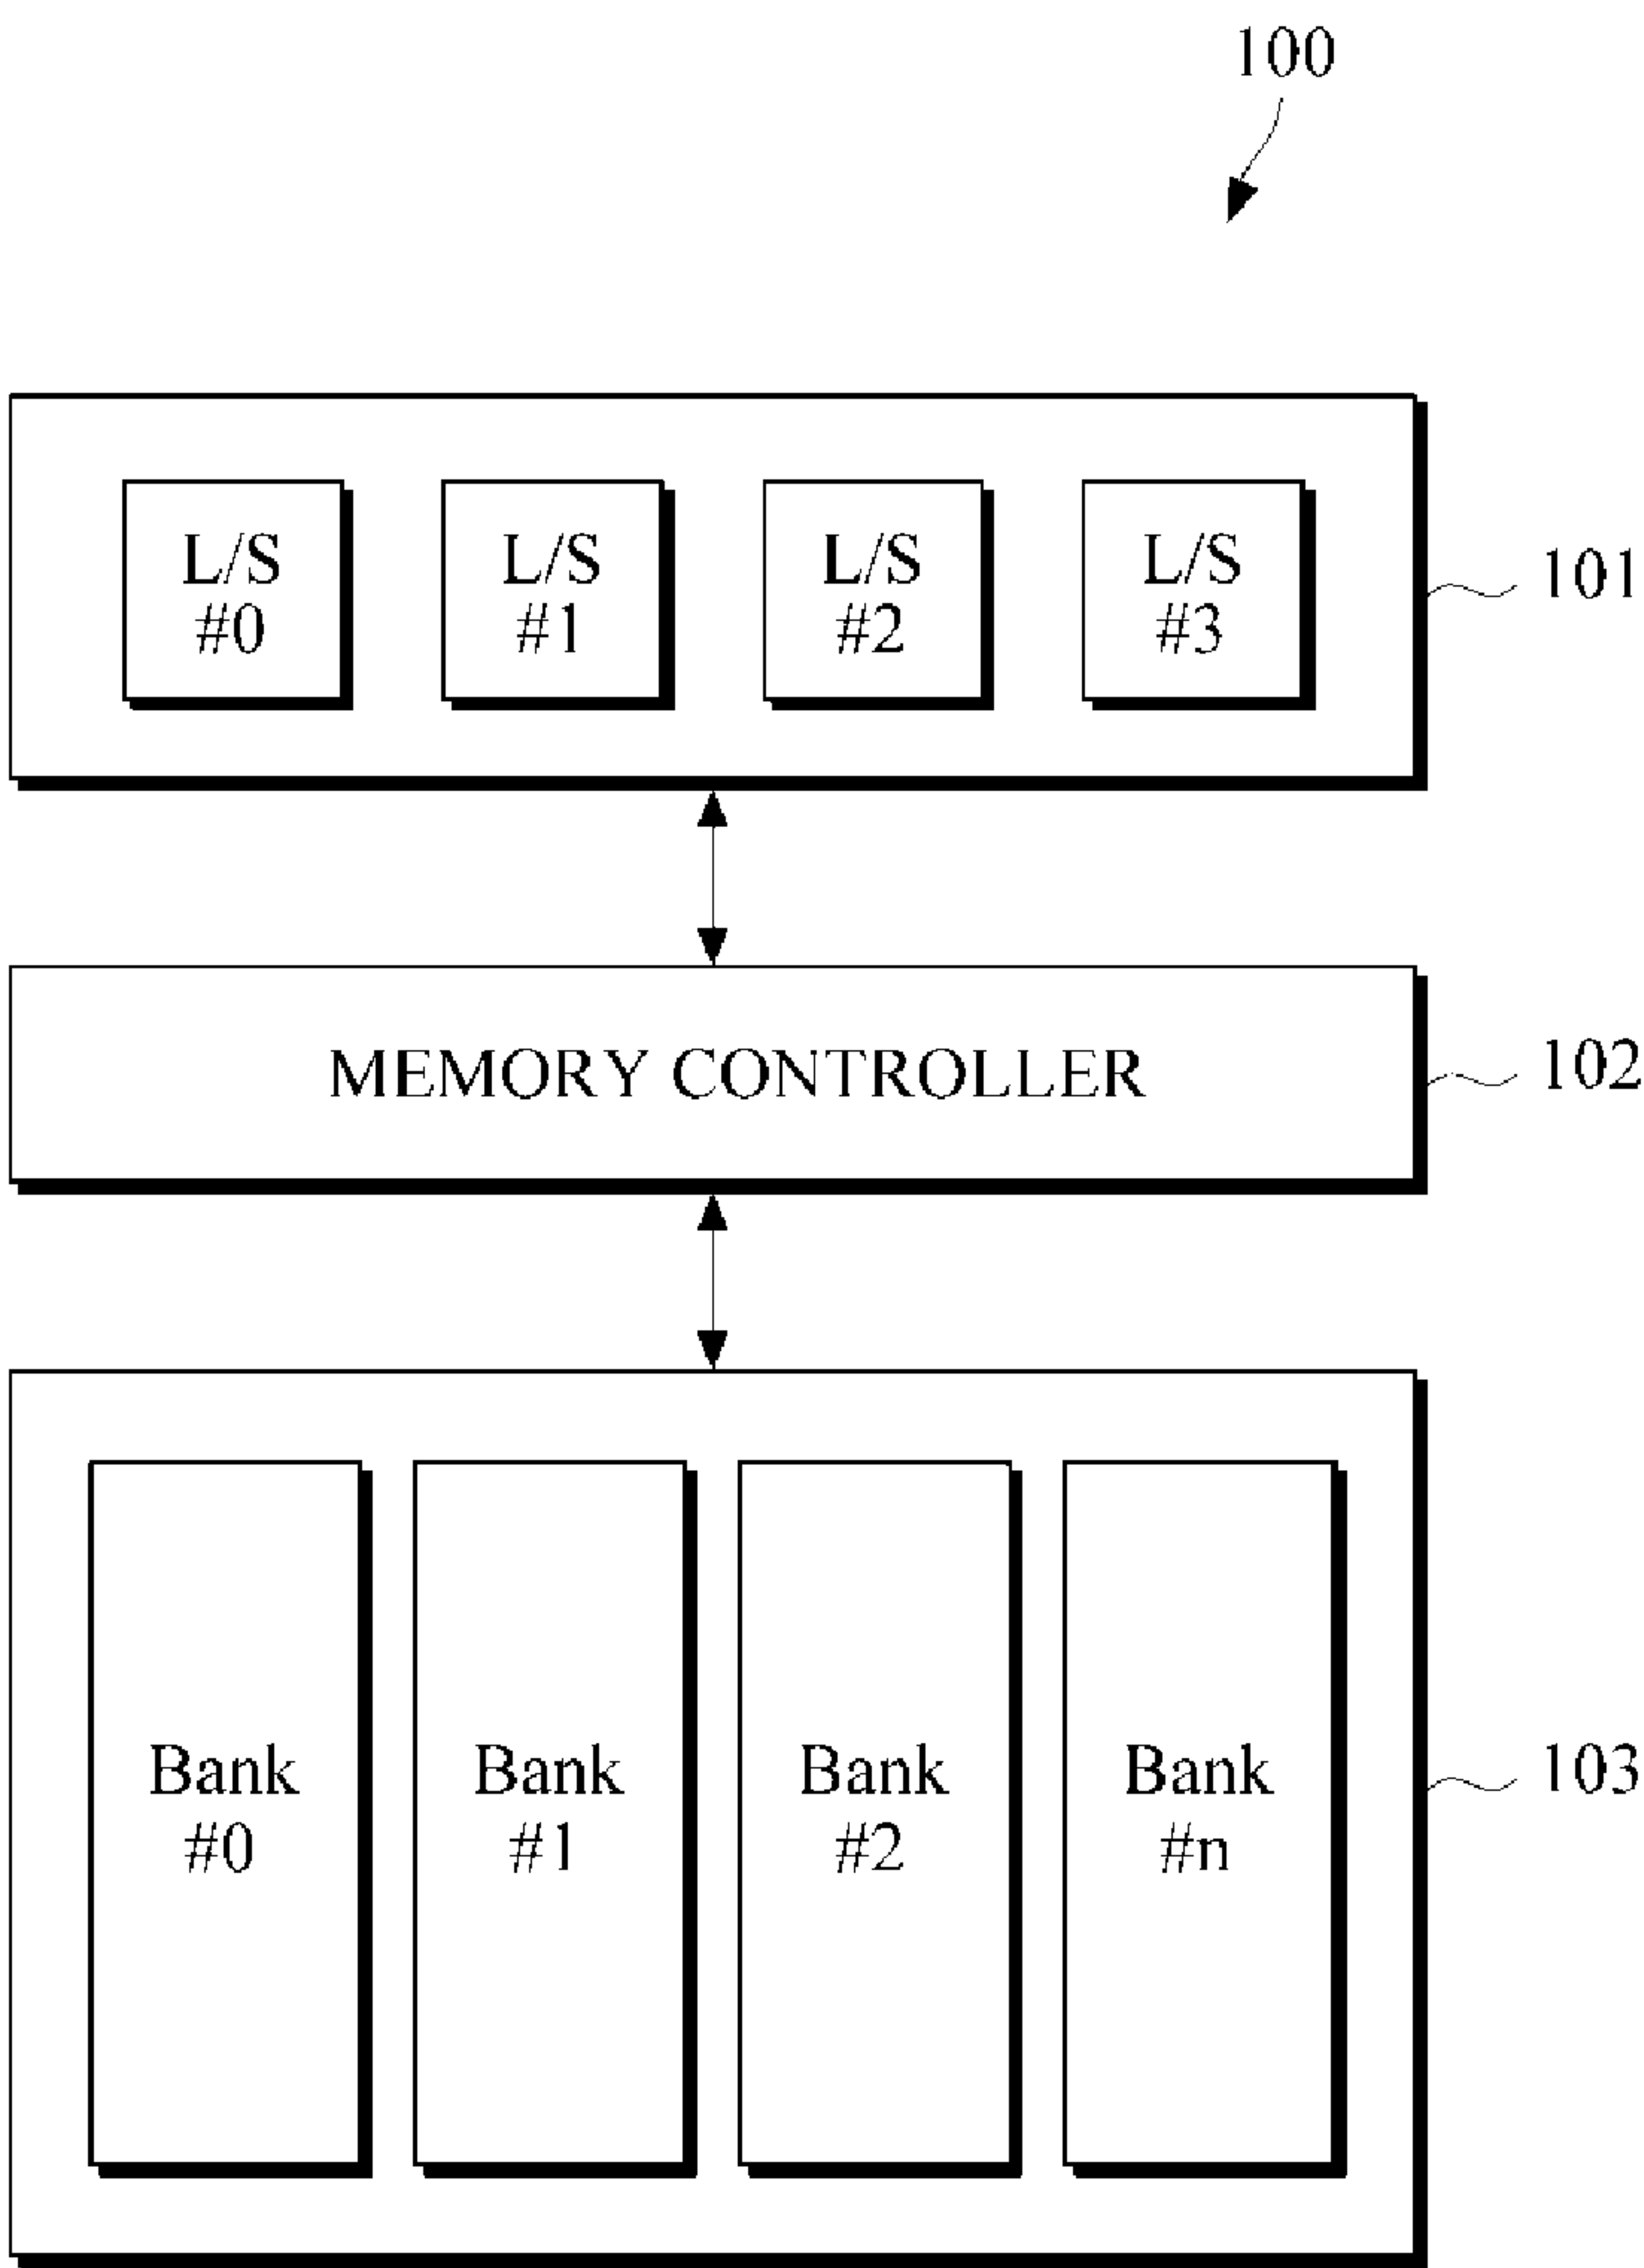 100
L/S #0
L/S #1
L/S #2
L/S #3
101
MEMORY CONTROLLER
102
Bank #0
Bank #1
Bank #2
Bank #n
103